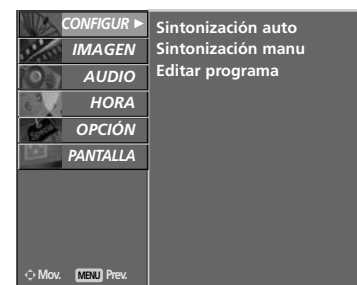 CONFIGUR ►
IMAGEN
AUDIO
HORA
OPCIÓN
PANTALLA
Sintonización auto
Sintonización manu
Editar programa
Mov. MENU Prev.